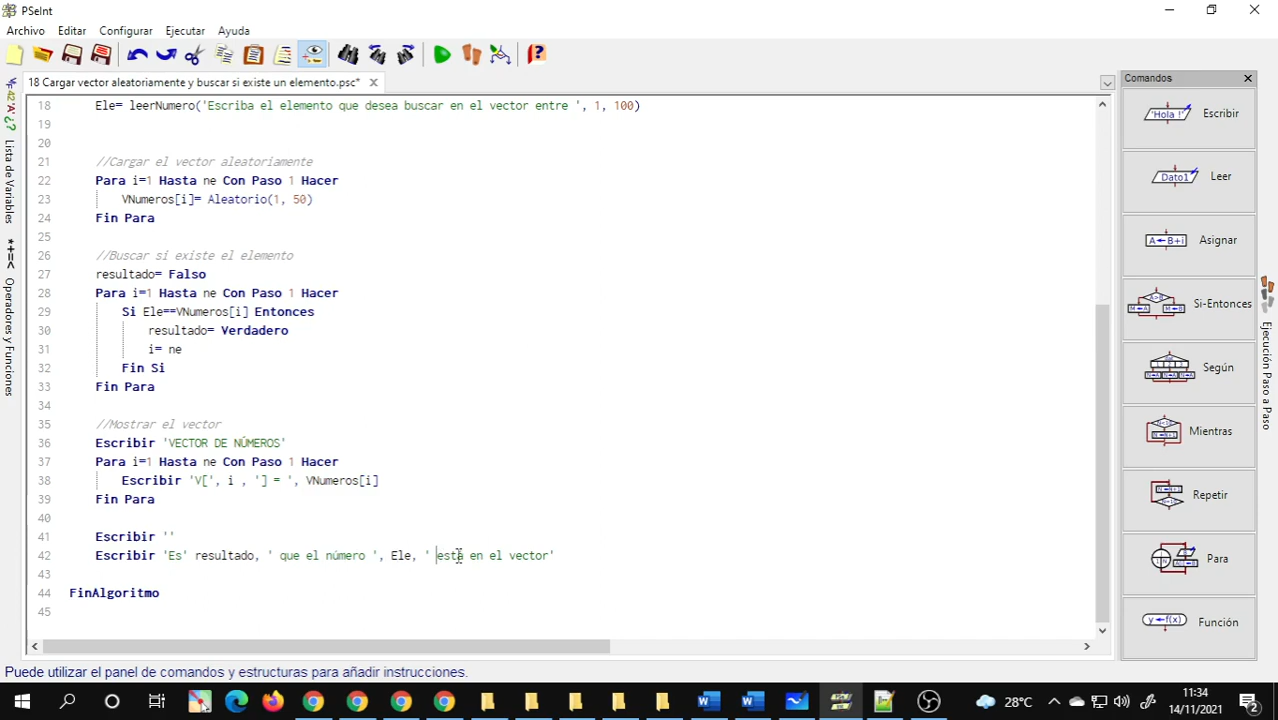 PSeInt
Archivo Editar Configurar Ejecutar Ayuda
18 Cargar vector aleatoriamente y buscar si existe un elemento.psc*
Comandos
18 Ele= leerNumero('Escriba el elemento que desea buscar en el vector entre ', 1, 100)
19
20
21 //Cargar el vector aleatoriamente
22 Para i=1 Hasta ne Con Paso 1 Hacer
23 VNumeros[i]= Aleatorio(1, 50)
24 Fin Para
25
26 //Buscar si existe el elemento
27 resultado= Falso
28 Para i=1 Hasta ne Con Paso 1 Hacer
29 Si Ele==VNumeros[i] Entonces
30 resultado= Verdadero
31 i= ne
32 Fin Si
33 Fin Para
34
35 //Mostrar el vector
36 Escribir 'VECTOR DE NÚMEROS'
37 Para i=1 Hasta ne Con Paso 1 Hacer
38 Escribir 'V[', i , '] = ', VNumeros[i]
39 Fin Para
40
41 Escribir ''
42 Escribir 'Es' resultado, ' que el número ', Ele, ' está en el vector'
43
44 FinAlgoritmo
45
Lista de Variables
Operadores y Funciones
'Hola !' Escribir
Dato1 Leer
A←B+i Asignar
Si-Entonces
Según
Mientras
Repetir
Para
y←f(x) Función
Ejecución Paso a Paso
Puede utilizar el panel de comandos y estructuras para añadir instrucciones.
28°C
11:34
14/11/2021
2